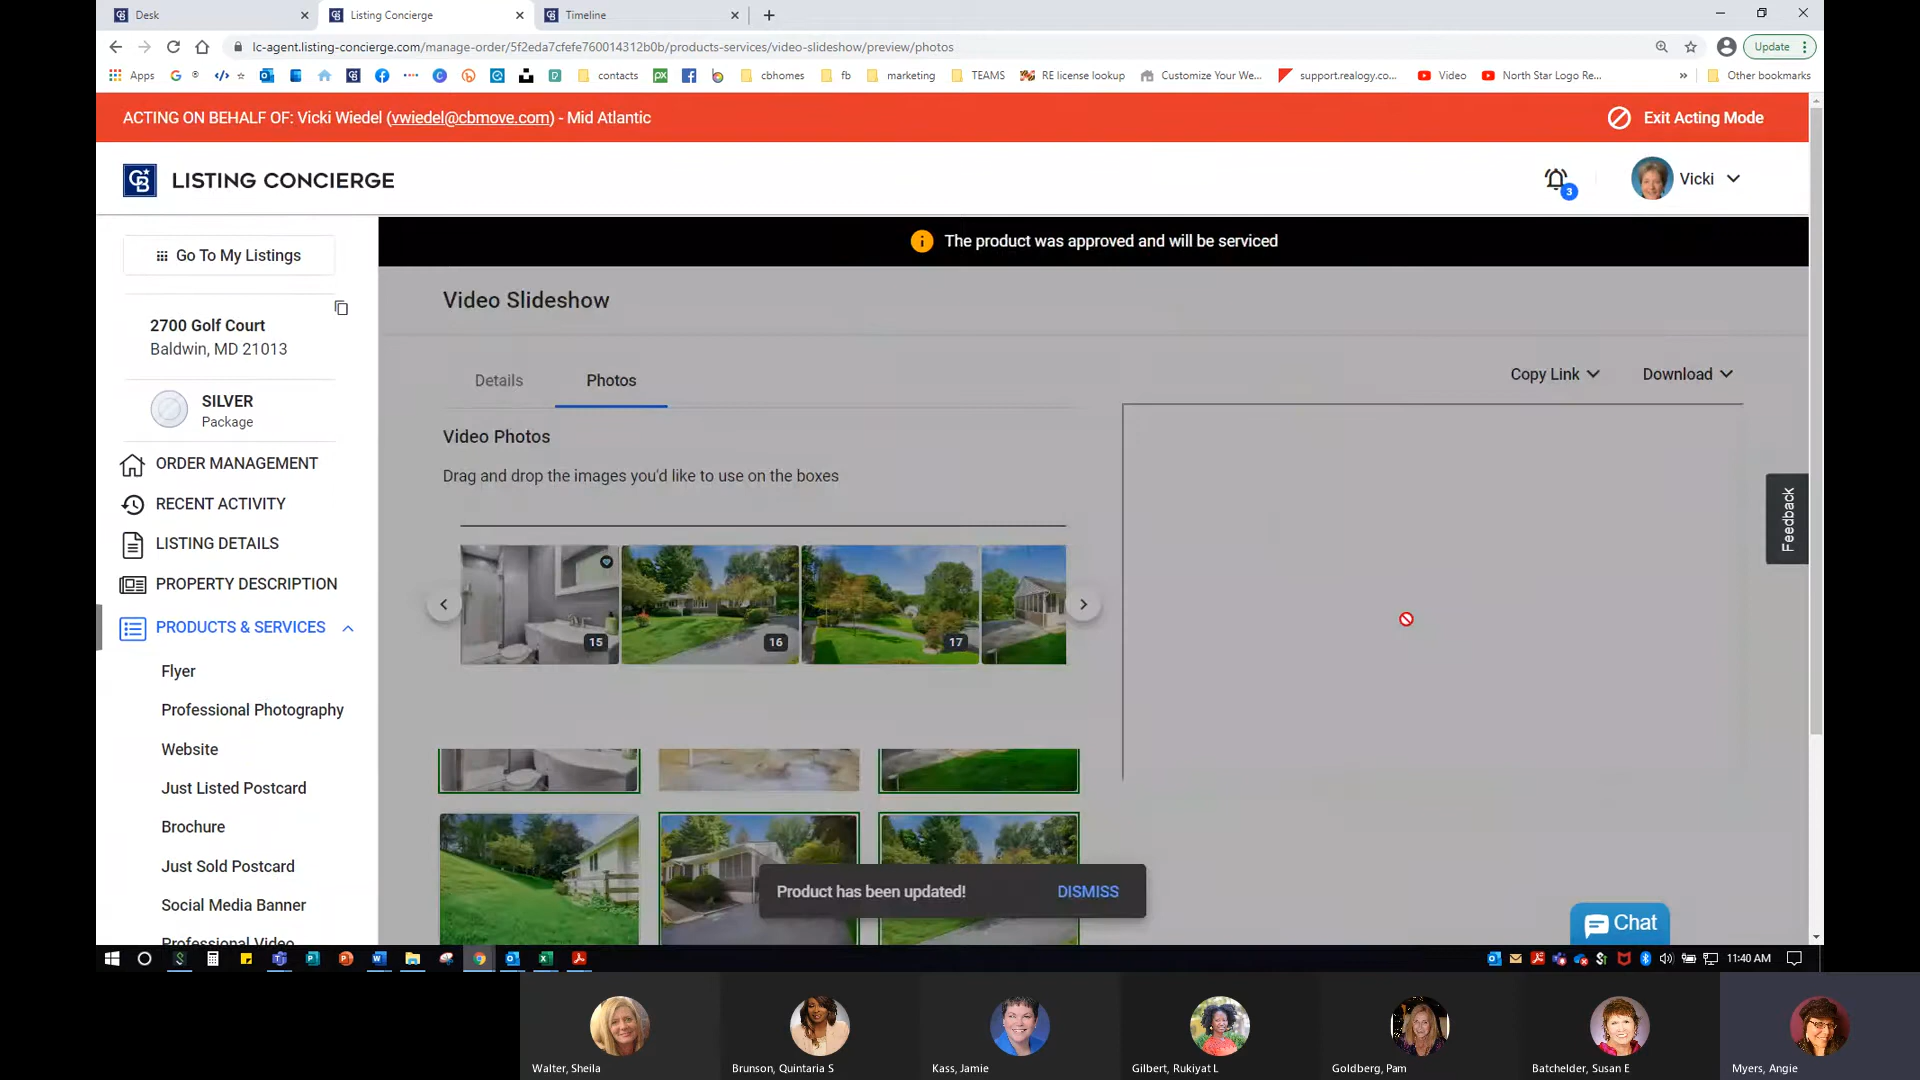 Desk
Listing Concierge
Timeline
lc-agent.listing-concierge.com/manage-order/5f2eda7cfefe760014312b0b/products-services/video-slideshow/preview/photos
Update
Apps
contacts
cbhomes
fb
marketing
TEAMS
RE license lookup
Customize Your We...
support.realogy.co...
Video
North Star Logo Re...
Other bookmarks
ACTING ON BEHALF OF: Vicki Wiedel (vwiedel@cbmove.com) - Mid Atlantic
Exit Acting Mode
LISTING CONCIERGE
3
Vicki
Go To My Listings
The product was approved and will be serviced
Video Slideshow
2700 Golf Court
Baldwin, MD 21013
Details
Photos
Copy Link
Download
SILVER
Package
Video Photos
Drag and drop the images you'd like to use on the boxes
ORDER MANAGEMENT
RECENT ACTIVITY
LISTING DETAILS
PROPERTY DESCRIPTION
PRODUCTS & SERVICES
Flyer
Professional Photography
Website
Just Listed Postcard
Brochure
Just Sold Postcard
Social Media Banner
Professional Video
15
16
17
Feedback
Product has been updated!
DISMISS
Chat
11:40 AM
Walter, Sheila
Brunson, Quintaria S
Kass, Jamie
Gilbert, Rukiyat L
Goldberg, Pam
Batchelder, Susan E
Myers, Angie